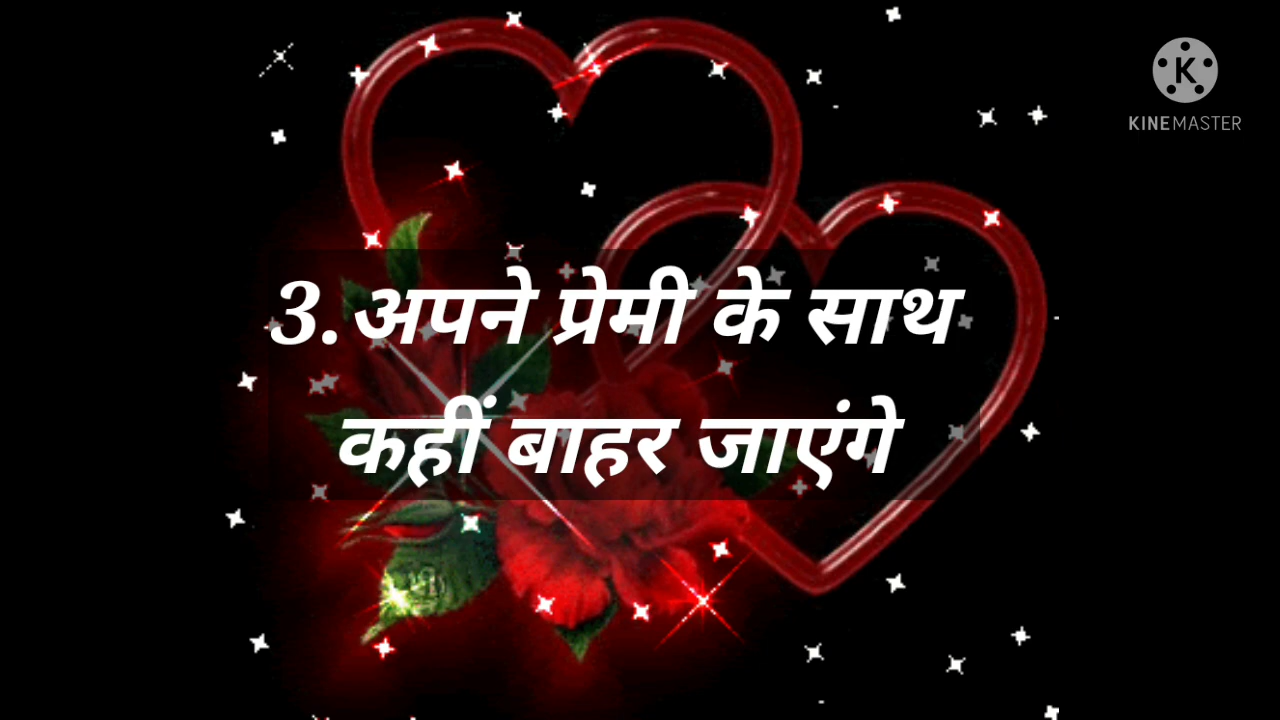 KINEMASTER
3.अपने प्रेमी के साथ
कहीं बाहर जाएंगे